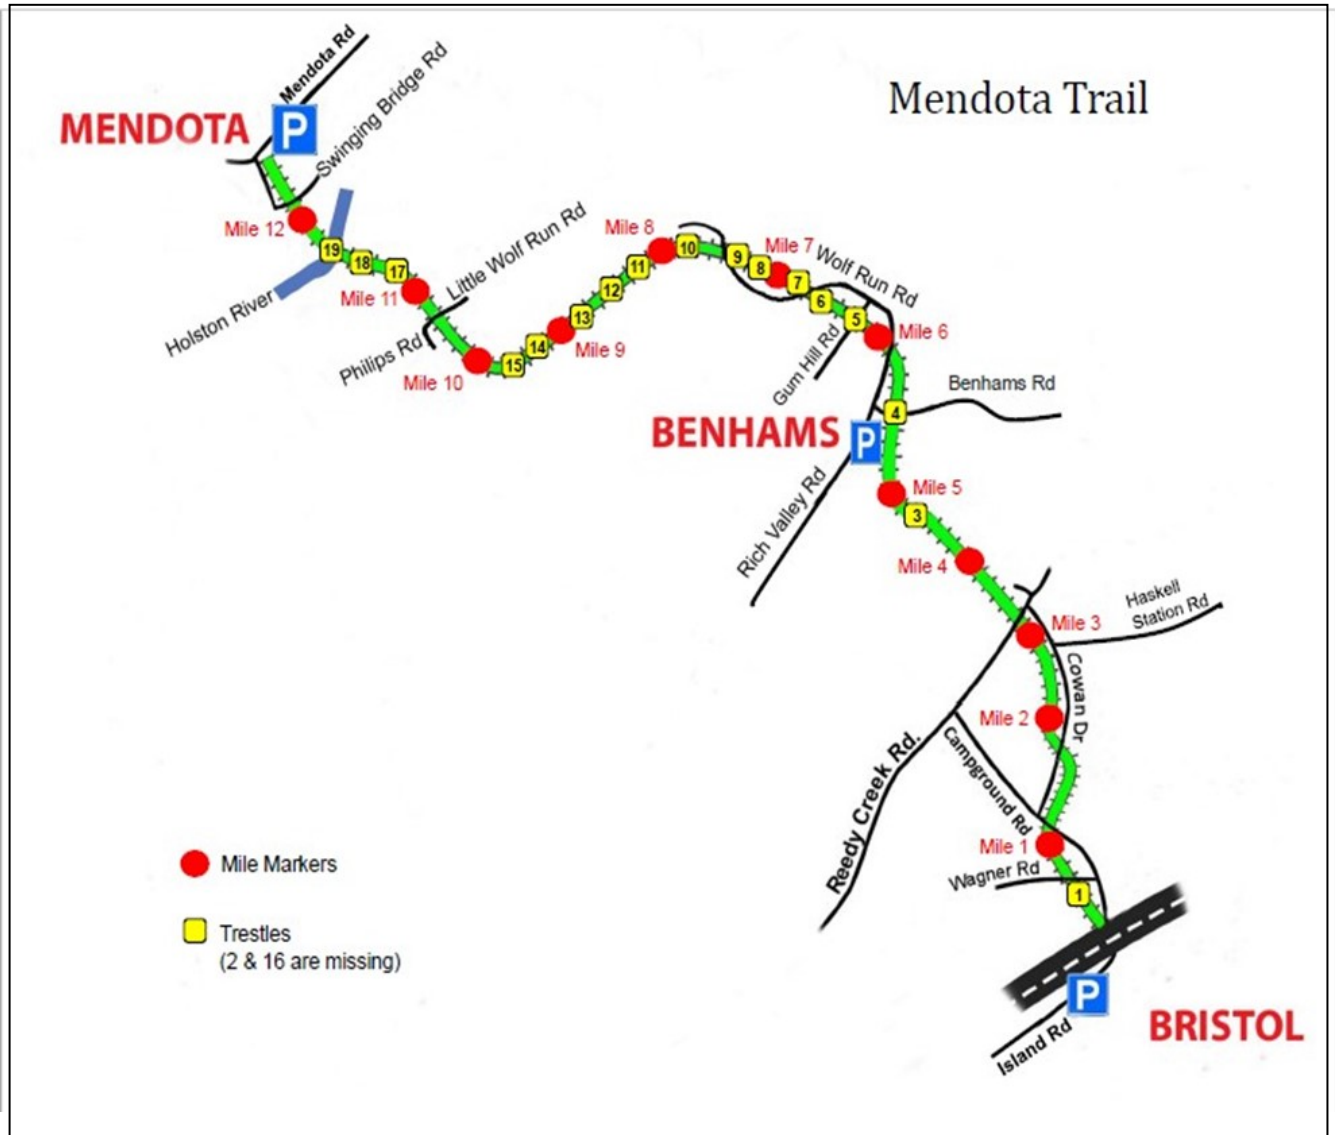 Mendota Trail
Mendota Rd
Swinging Bridge Rd
MENDOTA
P
Mile 12
19
18
17
Holston River
Mile 11
Little Wolf Run Rd
Philips Rd
Mile 10
15
14
13
Mile 9
12
11
Mile 8
10
9
8
Mile 7
7
Wolf Run Rd
6
5
Mile 6
Gum Hill Rd
Benhams Rd
4
BENHAMS
P
Rich Valley Rd
Mile 5
3
Mile 4
Haskell
Station Rd
Mile 3
Cowan Dr
Mile 2
Reedy Creek Rd.
Campground Rd
Mile 1
Wagner Rd
1
P
BRISTOL
Island Rd
Mile Markers
Trestles
(2 & 16 are missing)